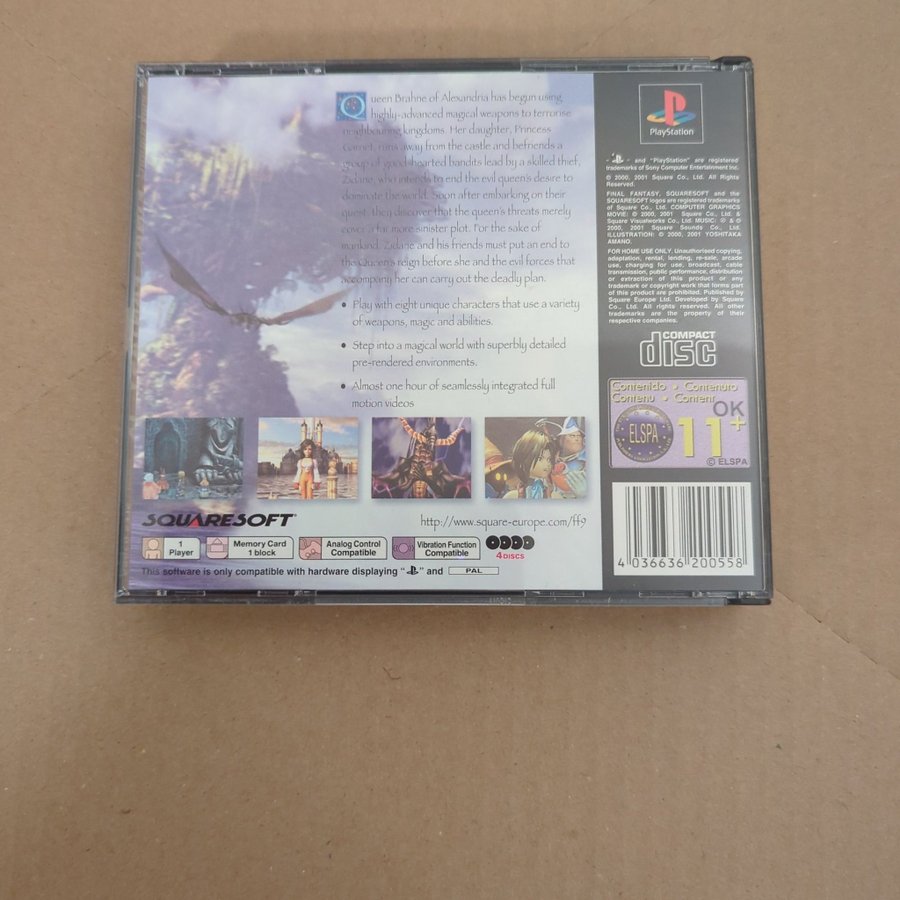 Queen Brahne of Alexandria has begun using
highly-advanced magical weapons to terrorise
neighbouring kingdoms. Her daughter, Princess
Garnet, runs away from the castle and befriends a
group of good-hearted bandits lead by a skilled thief,
Zidane, who intends to end the evil queen's desire to
dominate the world. Soon after embarking on their
quest, they discover that the queen's threats merely
cover a far more sinister plot. For the sake of
mankind, Zidane and his friends must put an end to
the Queen's reign before she and the evil forces that
accompany her can carry out the deadly plan.
• Play with eight unique characters that use a variety
of weapons, magic and abilities.
• Step into a magical world with superbly detailed
pre-rendered environments.
• Almost one hour of seamlessly integrated full
motion videos
SQUARESOFT®
http://www.square-europe.com/ff9
1
Player
Memory Card
1 block
Analog Control
Compatible
Vibration Function
Compatible
4 DISCS
This software is only compatible with hardware displaying " " and PAL
PlayStation
" " and "PlayStation" are registered
trademarks of Sony Computer Entertainment Inc.
© 2000, 2001 Square Co., Ltd. All Rights
Reserved.
FINAL FANTASY, SQUARESOFT and the
SQUARESOFT logos are registered trademarks
of Square Co., Ltd. COMPUTER GRAPHICS
MOVIE: ℗ © 2000, 2001 Square Co., Ltd. &
Square Visualworks Co., Ltd. MUSIC: ℗ & ©
2000, 2001 Square Sounds Co., Ltd.
ILLUSTRATION: © 2000, 2001 YOSHITAKA
AMANO.
FOR HOME USE ONLY. Unauthorised copying,
adaptation, rental, lending, re-sale, arcade
use, charging for use, broadcast, cable
transmission, public performance, distribution
of extraction of this product or any
trademark or copyright work that forms part
of this product are prohibited. Published by
Square Europe Ltd. Developed by Square
Co., Ltd. All rights reserved. All other
trademarks are the property of their
respective companies.
COMPACT
disc
Contenido • Contenuto
Contenu • Content
OK
ELSPA
11+
© ELSPA
4 036636 200558